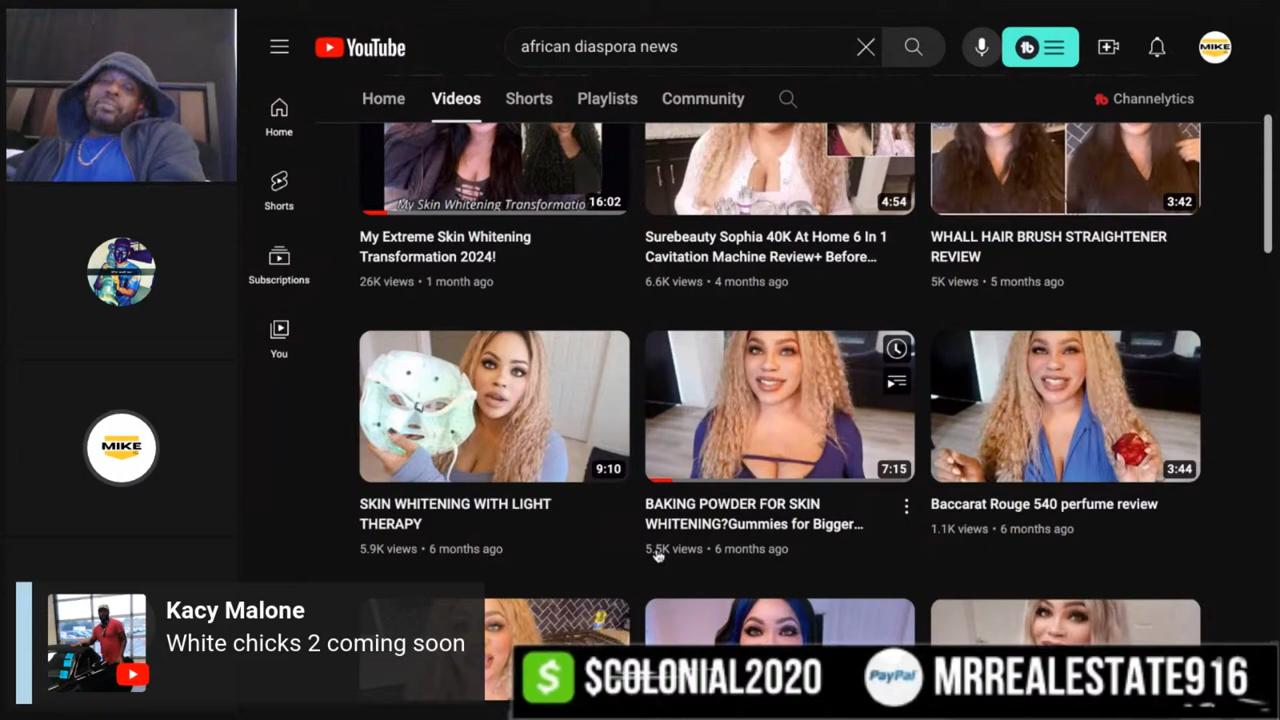 YouTube
african diaspora news
MIKE
Home
Videos
Shorts
Playlists
Community
Channelytics
Home
Shorts
Subscriptions
You
My Skin Whitening Transformatio
16:02
4:54
3:42
My Extreme Skin Whitening
Transformation 2024!
26K views • 1 month ago
Surebeauty Sophia 40K At Home 6 In 1
Cavitation Machine Review+ Before...
6.6K views • 4 months ago
WHALL HAIR BRUSH STRAIGHTENER
REVIEW
5K views • 5 months ago
9:10
7:15
3:44
SKIN WHITENING WITH LIGHT
THERAPY
5.9K views • 6 months ago
BAKING POWDER FOR SKIN
WHITENING?Gummies for Bigger...
5.5K views • 6 months ago
Baccarat Rouge 540 perfume review
1.1K views • 6 months ago
MIKE
Kacy Malone
White chicks 2 coming soon
$COLONIAL2020
PayPal
MRREALESTATE916